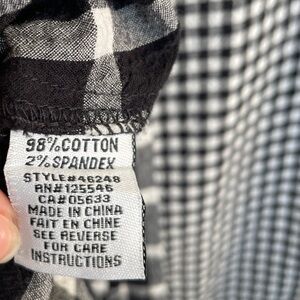 98%COTTON
2%SPANDEX
STYLE#46248
RN#125546
CA#05633
MADE IN CHINA
FAIT EN CHINE
SEE REVERSE
FOR CARE
INSTRUCTIONS